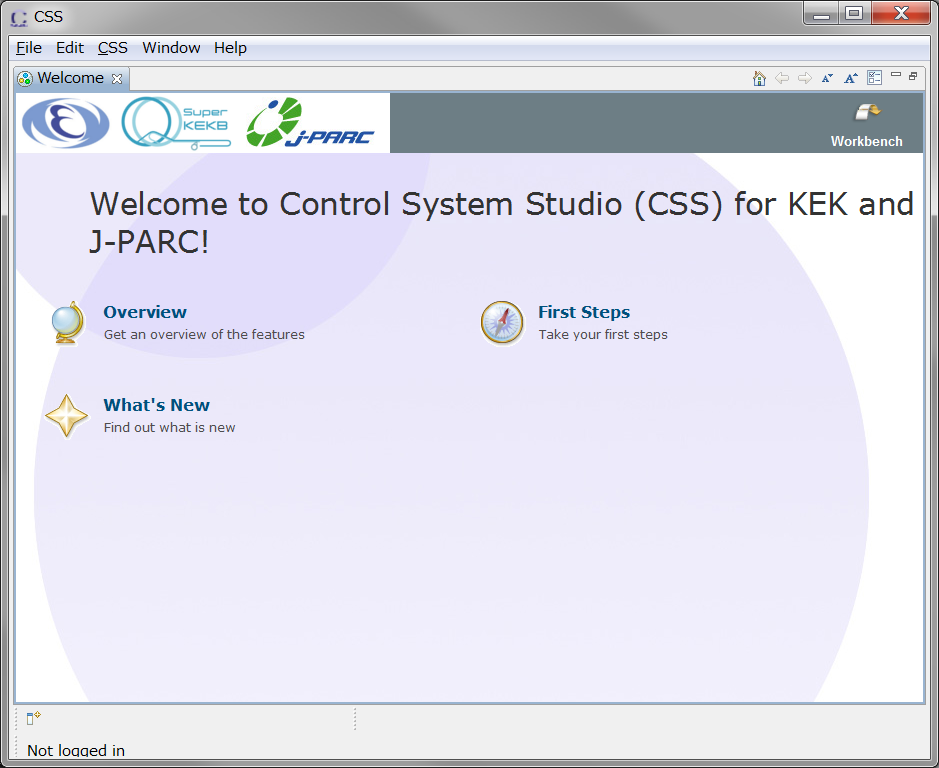 CSS
File Edit CSS Window Help
Welcome
Super
KEKB
J-PARC
Workbench
Welcome to Control System Studio (CSS) for KEK and
J-PARC!
Overview
Get an overview of the features
First Steps
Take your first steps
What's New
Find out what is new
Not logged in